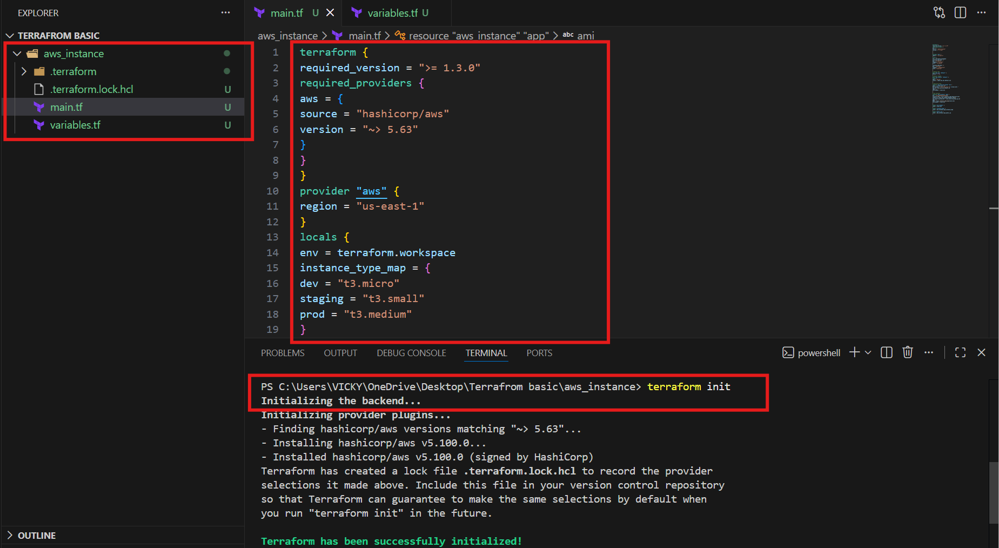 EXPLORER
TERRAFROM BASIC
aws_instance
.terraform
.terraform.lock.hcl U
main.tf U
variables.tf U
OUTLINE
main.tf U
variables.tf U
aws_instance > main.tf > resource "aws_instance" "app" > abc ami
1 terraform {
2 required_version = ">= 1.3.0"
3 required_providers {
4 aws = {
5 source = "hashicorp/aws"
6 version = "~> 5.63"
7 }
8 }
9 }
10 provider "aws" {
11 region = "us-east-1"
12 }
13 locals {
14 env = terraform.workspace
15 instance_type_map = {
16 dev = "t3.micro"
17 staging = "t3.small"
18 prod = "t3.medium"
19 }
PROBLEMS OUTPUT DEBUG CONSOLE TERMINAL PORTS
powershell
PS C:\Users\VICKY\OneDrive\Desktop\Terrafrom basic\aws_instance> terraform init
Initializing the backend...
Initializing provider plugins...
- Finding hashicorp/aws versions matching "~> 5.63"...
- Installing hashicorp/aws v5.100.0...
- Installed hashicorp/aws v5.100.0 (signed by HashiCorp)
Terraform has created a lock file .terraform.lock.hcl to record the provider
selections it made above. Include this file in your version control repository
so that Terraform can guarantee to make the same selections by default when
you run "terraform init" in the future.
Terraform has been successfully initialized!